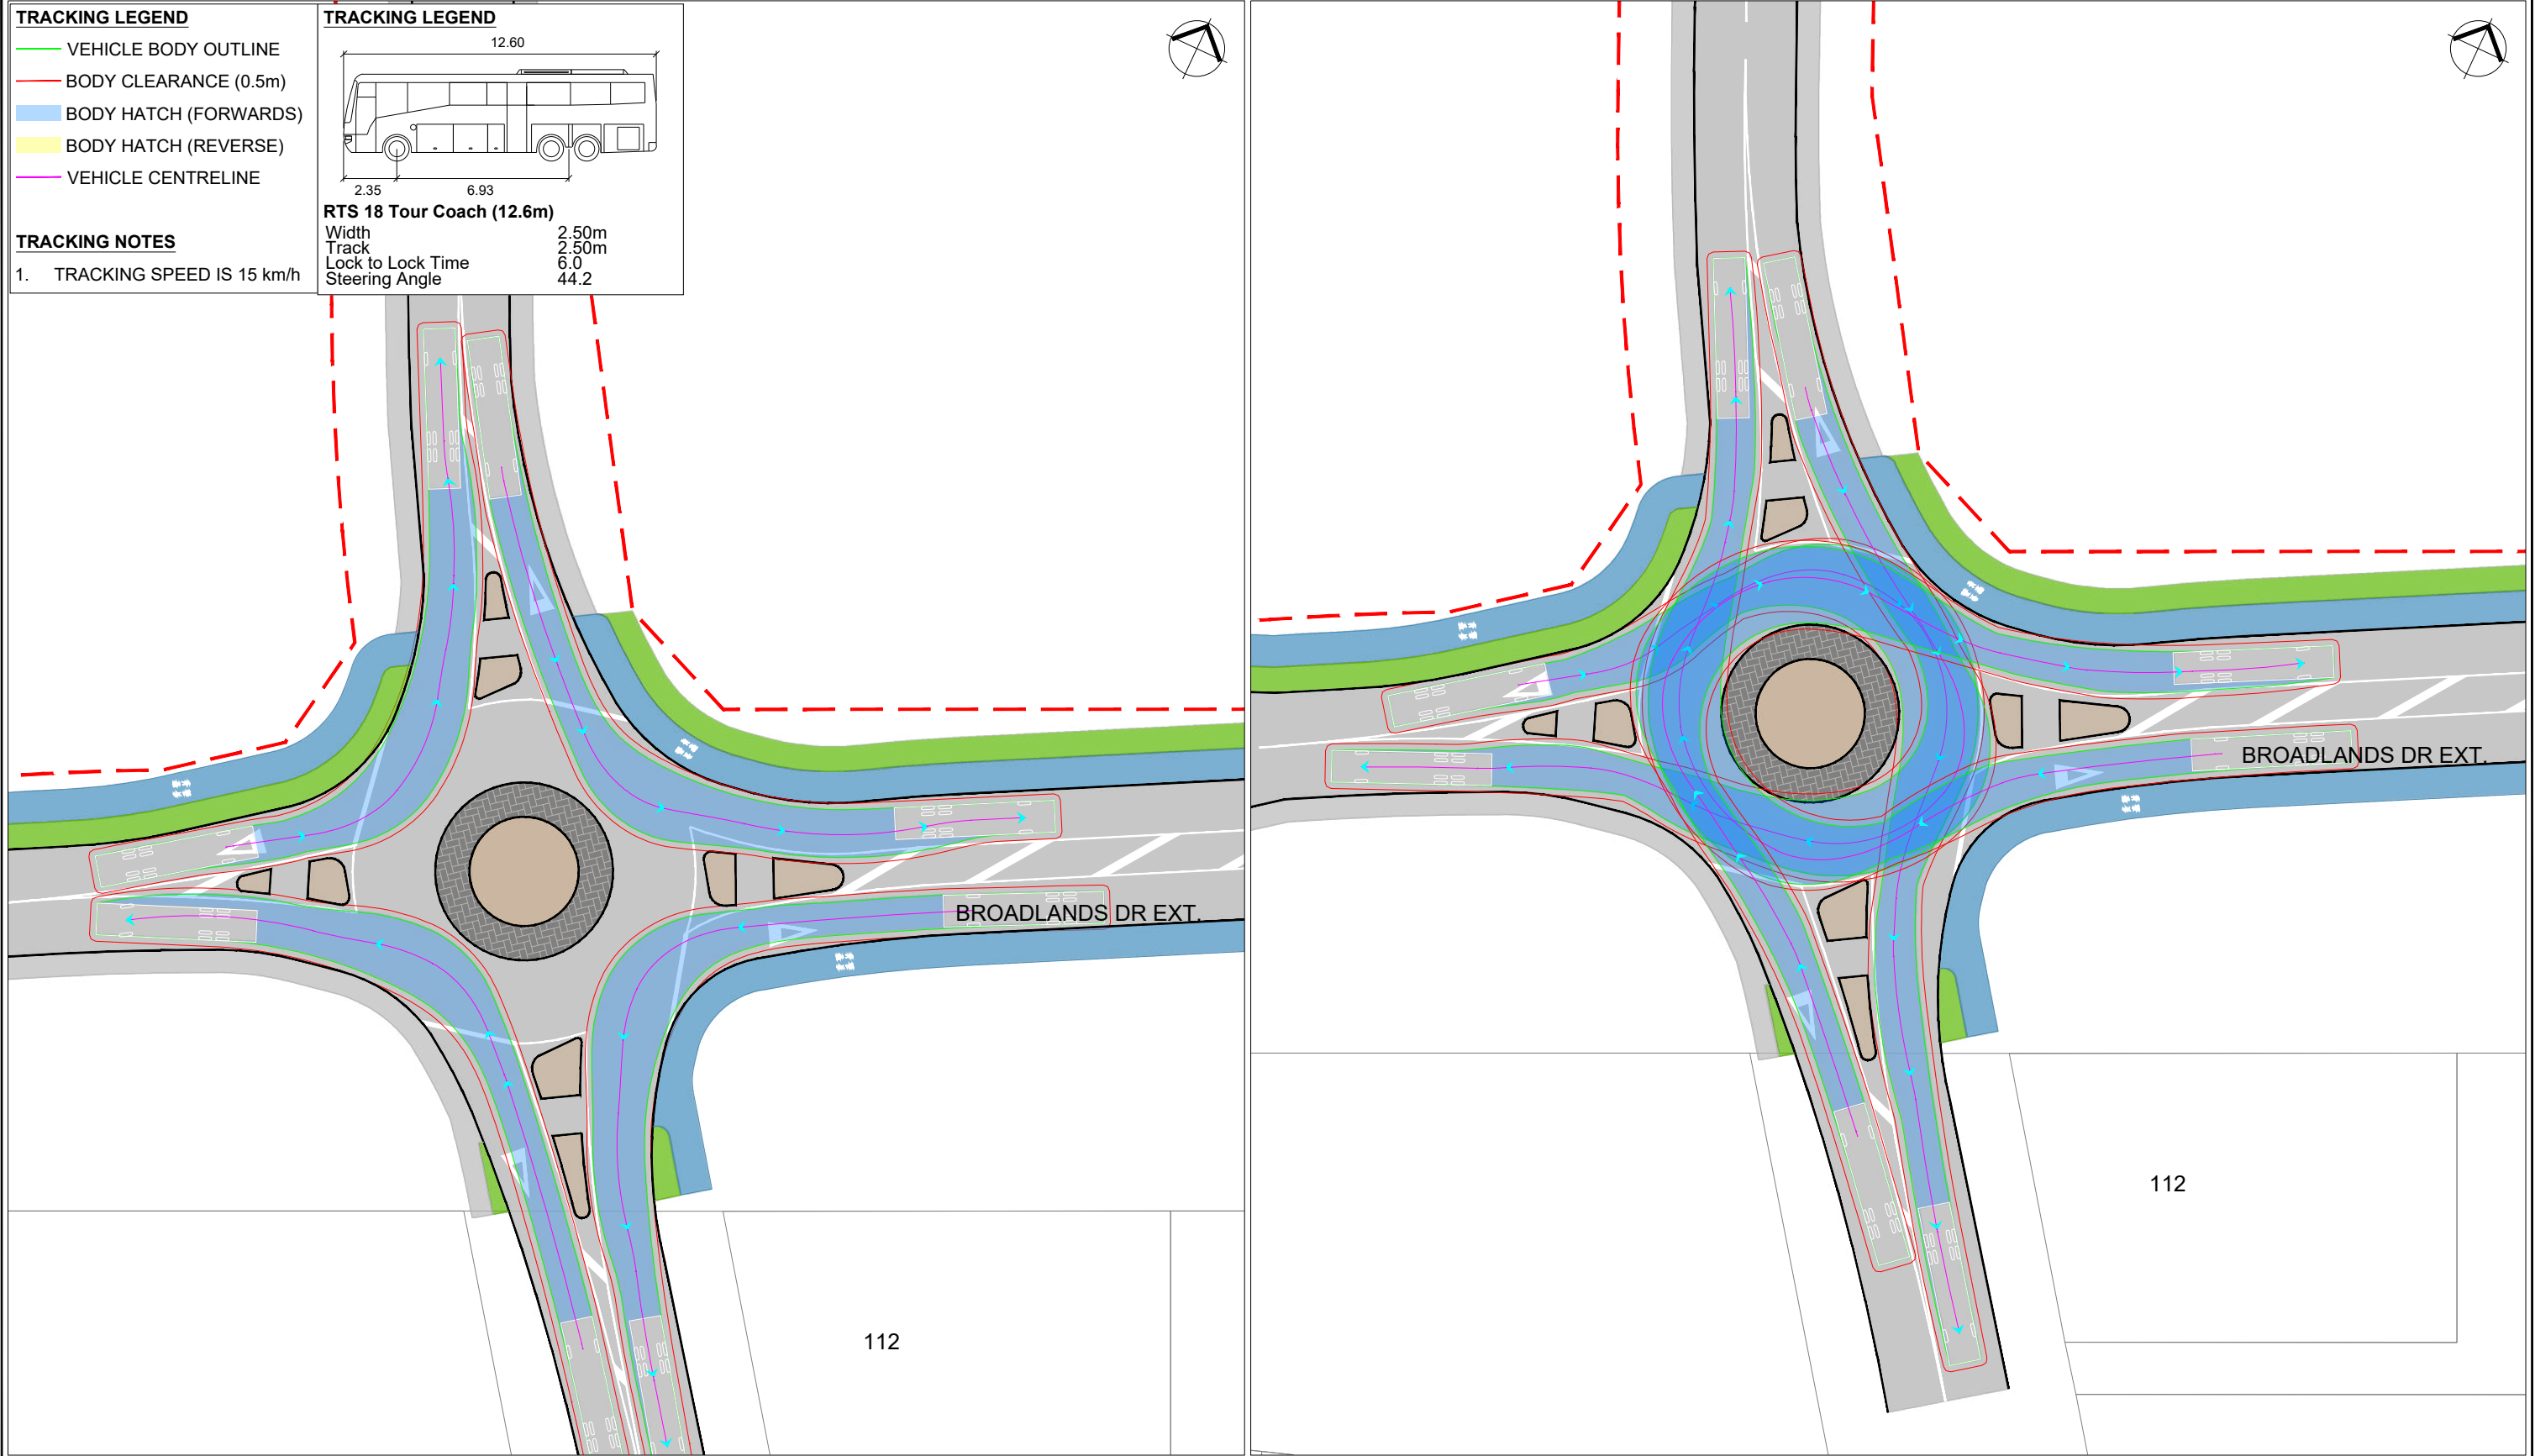 TRACKING LEGEND
VEHICLE BODY OUTLINE
BODY CLEARANCE (0.5m)
BODY HATCH (FORWARDS)
BODY HATCH (REVERSE)
VEHICLE CENTRELINE
TRACKING NOTES
1. TRACKING SPEED IS 15 km/h
TRACKING LEGEND
12.60
2.35 6.93
RTS 18 Tour Coach (12.6m)
Width 2.50m
Track 2.50m
Lock to Lock Time 6.0
Steering Angle 44.2
BROADLANDS DR EXT.
112
BROADLANDS DR EXT.
112